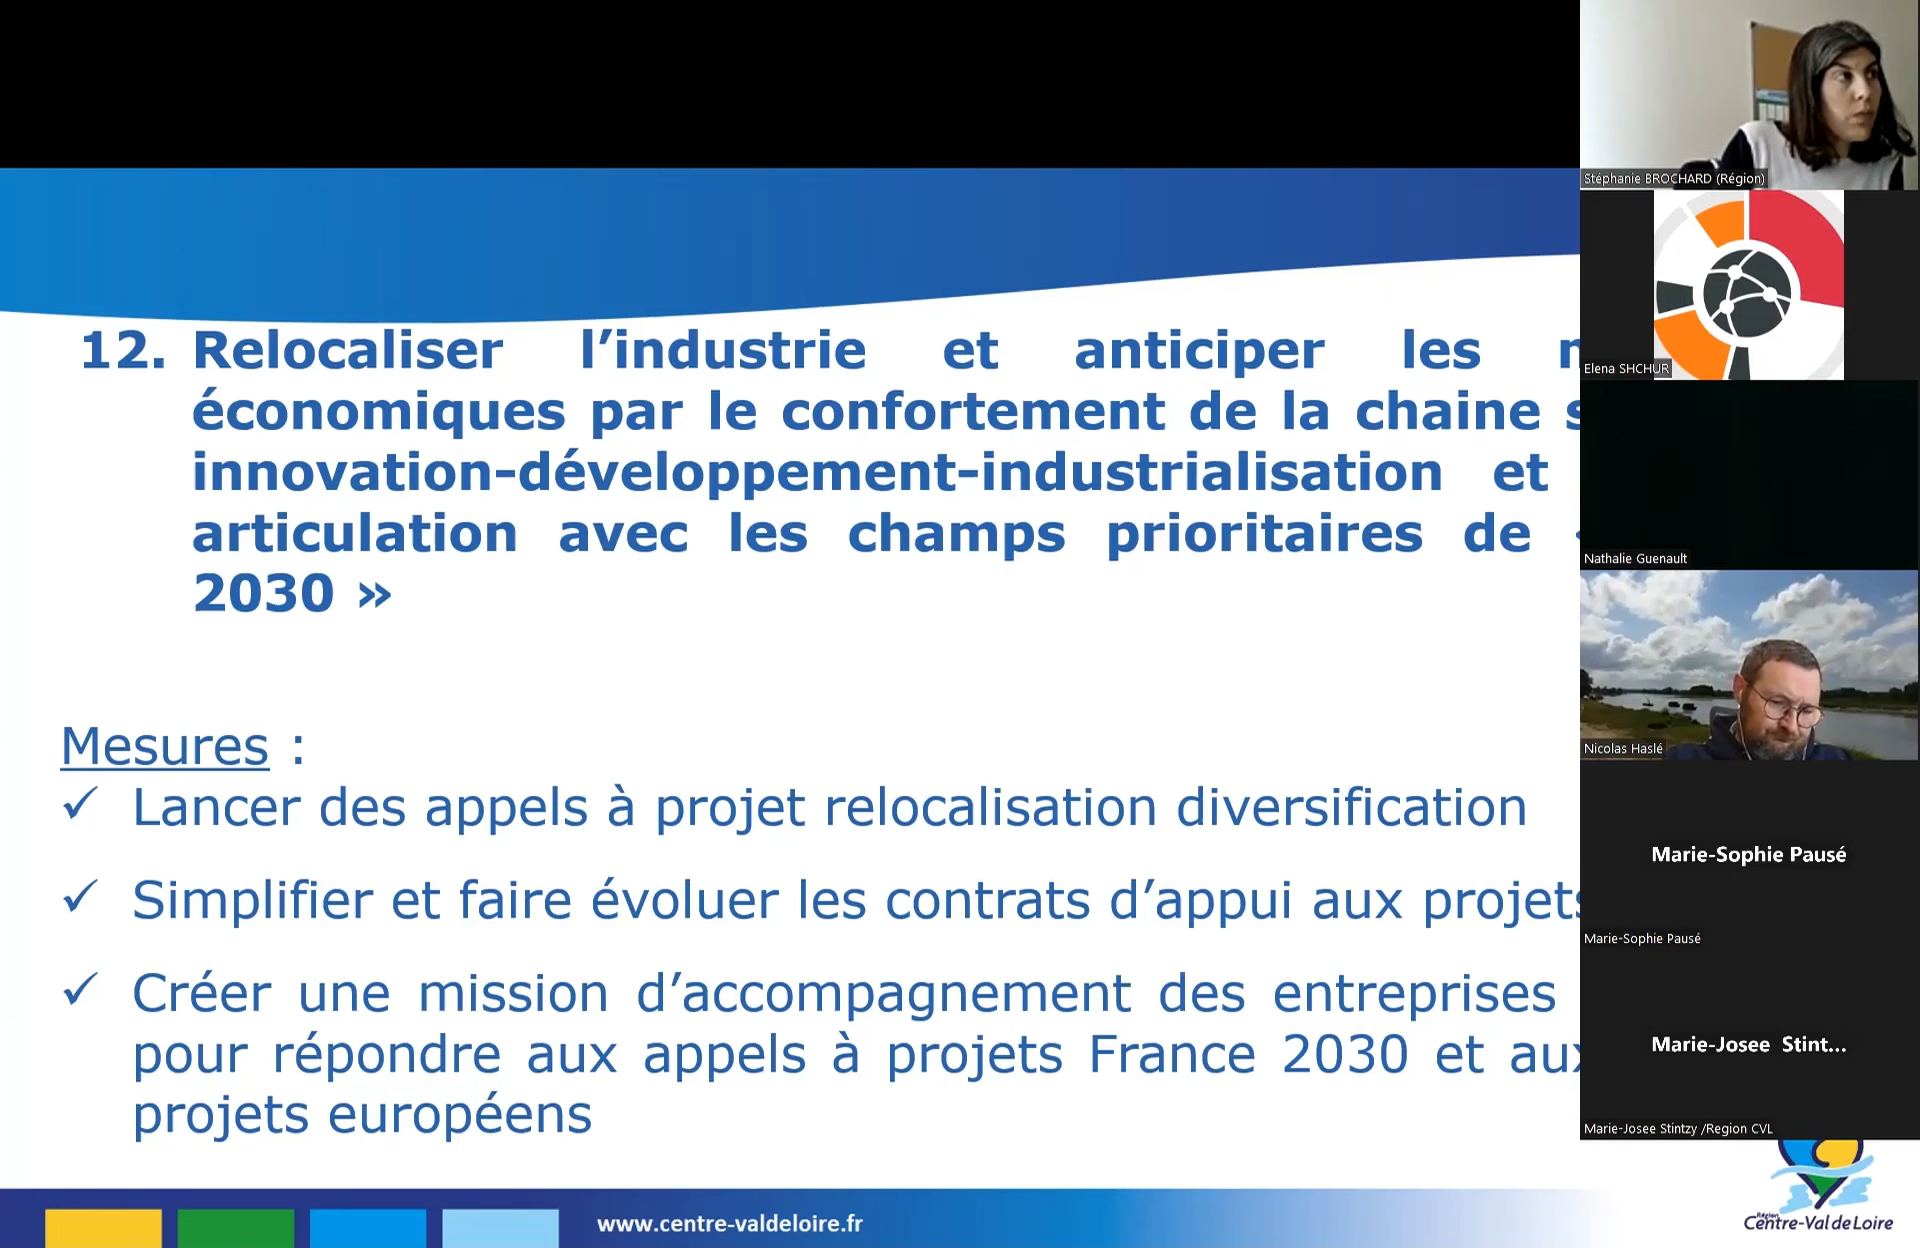 12. Relocaliser l’industrie et anticiper les
économiques par le confortement de la chaine
innovation-développement-industrialisation et
articulation avec les champs prioritaires de
2030 »
Mesures :
✓ Lancer des appels à projet relocalisation diversification
✓ Simplifier et faire évoluer les contrats d’appui aux projets
✓ Créer une mission d’accompagnement des entreprises
pour répondre aux appels à projets France 2030 et aux
projets européens
www.centre-valdeloire.fr
Stéphanie BROCHARD (Région)
Elena SHCHUR
Nathalie Guenault
Nicolas Haslé
Marie-Sophie Pausé
Marie-Sophie Pausé
Marie-Josee Stint...
Marie-Josee Stintzy /Region CVL
Région
Centre-Val de Loire